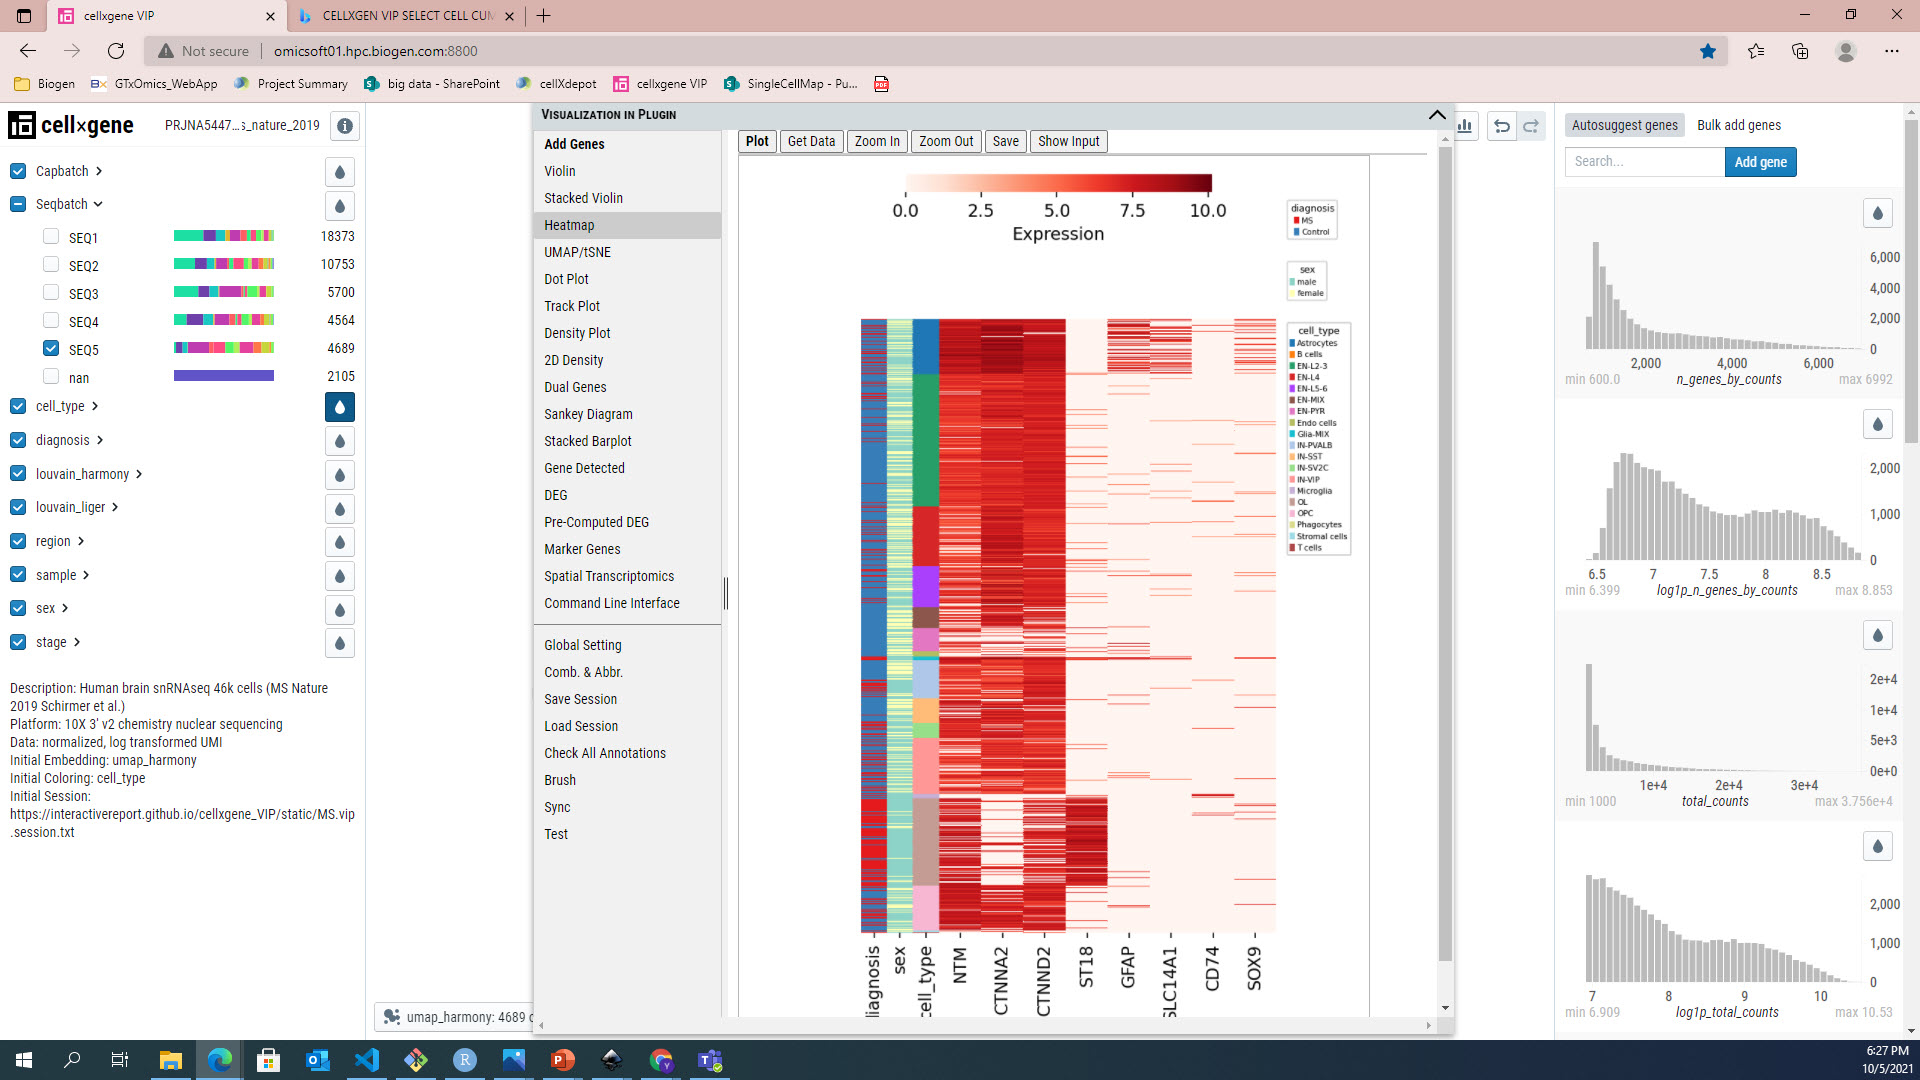 cellxgene VIP
CELLXGEN VIP SELECT CELL CUM
Not secure
omicsoft01.hpc.biogen.com:8800
Biogen
GTxOmics_WebApp
Project Summary
big data - SharePoint
cellXdepot
cellxgene VIP
SingleCellMap - Pu...
cell×gene
PRJNA5447...s_nature_2019
Capbatch
Seqbatch
SEQ1 18373
SEQ2 10753
SEQ3 5700
SEQ4 4564
SEQ5 4689
nan 2105
cell_type
diagnosis
louvain_harmony
louvain_liger
region
sample
sex
stage
Description: Human brain snRNAseq 46k cells (MS Nature
2019 Schirmer et al.)
Platform: 10X 3' v2 chemistry nuclear sequencing
Data: normalized, log transformed UMI
Initial Embedding: umap_harmony
Initial Coloring: cell_type
Initial Session:
https://interactivereport.github.io/cellxgene_VIP/static/MS.vip
.session.txt
umap_harmony: 4689 c
Visualization in Plugin
Add Genes
Violin
Stacked Violin
Heatmap
UMAP/tSNE
Dot Plot
Track Plot
Density Plot
2D Density
Dual Genes
Sankey Diagram
Stacked Barplot
Gene Detected
DEG
Pre-Computed DEG
Marker Genes
Spatial Transcriptomics
Command Line Interface
Global Setting
Comb. & Abbr.
Save Session
Load Session
Check All Annotations
Brush
Sync
Test
Plot
Get Data
Zoom In
Zoom Out
Save
Show Input
0.0 2.5 5.0 7.5 10.0
Expression
diagnosis
MS
Control
sex
male
female
cell_type
Astrocytes
B cells
EN-L2-3
EN-L4
EN-L5-6
EN-MIX
EN-PYR
Endo cells
Glia-MIX
IN-PVALB
IN-SST
IN-SV2C
IN-VIP
Microglia
OL
OPC
Phagocytes
Stromal cells
T cells
diagnosis
sex
cell_type
NTM
CTNNA2
CTNND2
ST18
GFAP
SLC14A1
CD74
SOX9
Autosuggest genes
Bulk add genes
Search...
Add gene
6,000
4,000
2,000
0
2,000 4,000 6,000
min 600.0 n_genes_by_counts max 6992
2,000
1,000
0
6.5 7 7.5 8 8.5
min 6.399 log1p_n_genes_by_counts max 8.853
2e+4
1e+4
5e+3
0e+0
1e+4 2e+4 3e+4
min 1000 total_counts max 3.756e+4
2,000
1,000
0
7 8 9 10
min 6.909 log1p_total_counts max 10.53
6:27 PM
10/5/2021